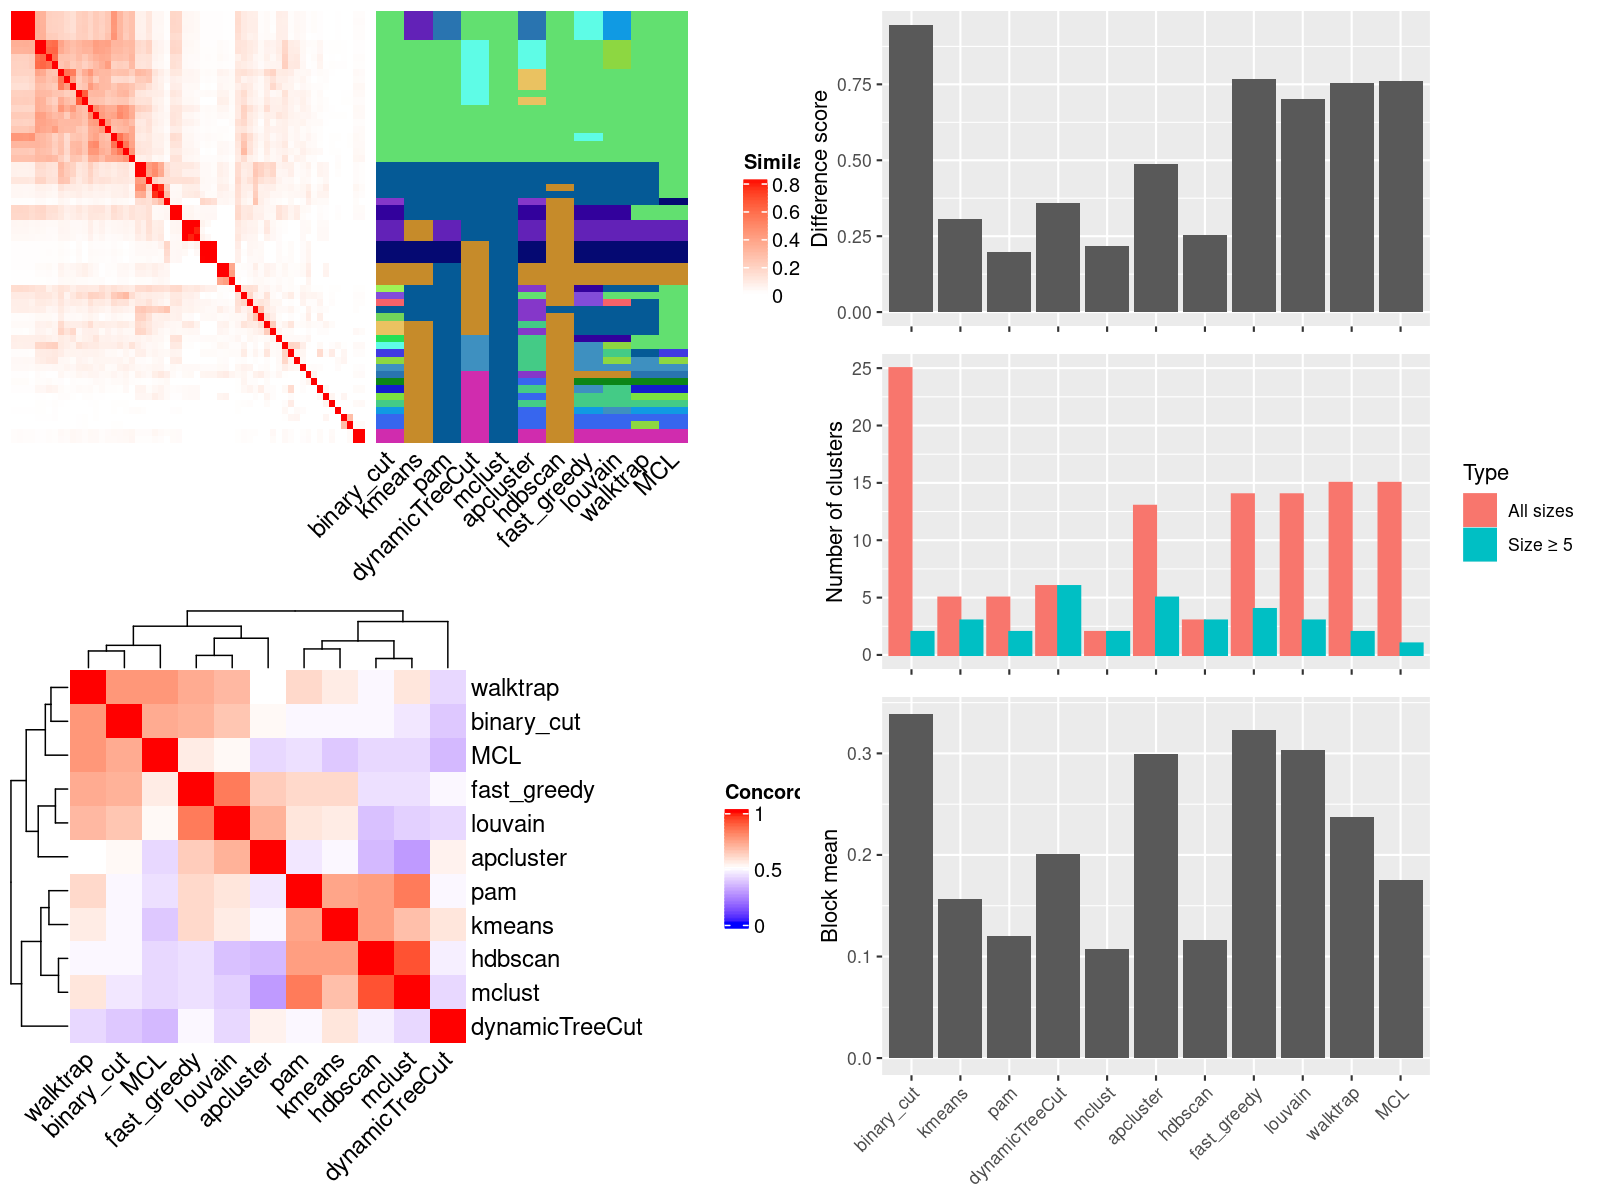 Simila
0.8
0.6
0.4
0.2
0
binary_cut
kmeans
pam
dynamicTreeCut
mclust
apcluster
hdbscan
fast_greedy
louvain
walktrap
MCL
Difference score
0.75
0.50
0.25
0.00
Number of clusters
25
20
15
10
5
0
Type
All sizes
Size ≥ 5
walktrap
binary_cut
MCL
fast_greedy
louvain
apcluster
pam
kmeans
hdbscan
mclust
dynamicTreeCut
walktrap
binary_cut
MCL
fast_greedy
louvain
apcluster
pam
kmeans
hdbscan
mclust
dynamicTreeCut
Concord
1
0.5
0
Block mean
0.3
0.2
0.1
0.0
binary_cut
kmeans
pam
dynamicTreeCut
mclust
apcluster
hdbscan
fast_greedy
louvain
walktrap
MCL